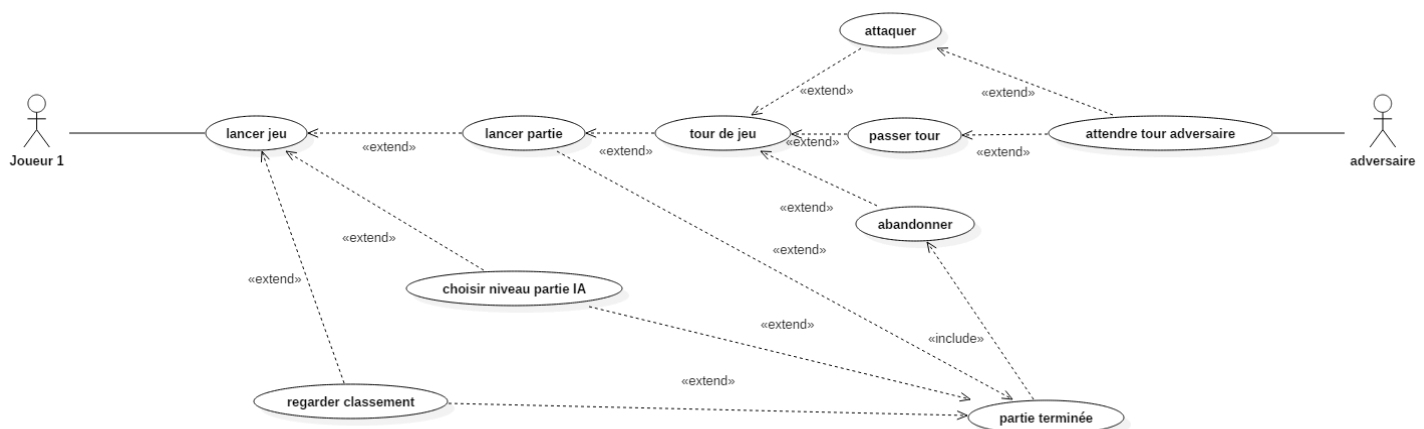 attaquer
«extend»
«extend»
Joueur 1
lancer jeu
«extend»
lancer partie
«extend»
tour de jeu
«extend»
passer tour
«extend»
attendre tour adversaire
adversaire
«extend»
abandonner
«extend»
«extend»
«extend»
choisir niveau partie IA
«extend»
«include»
«extend»
regarder classement
partie terminée